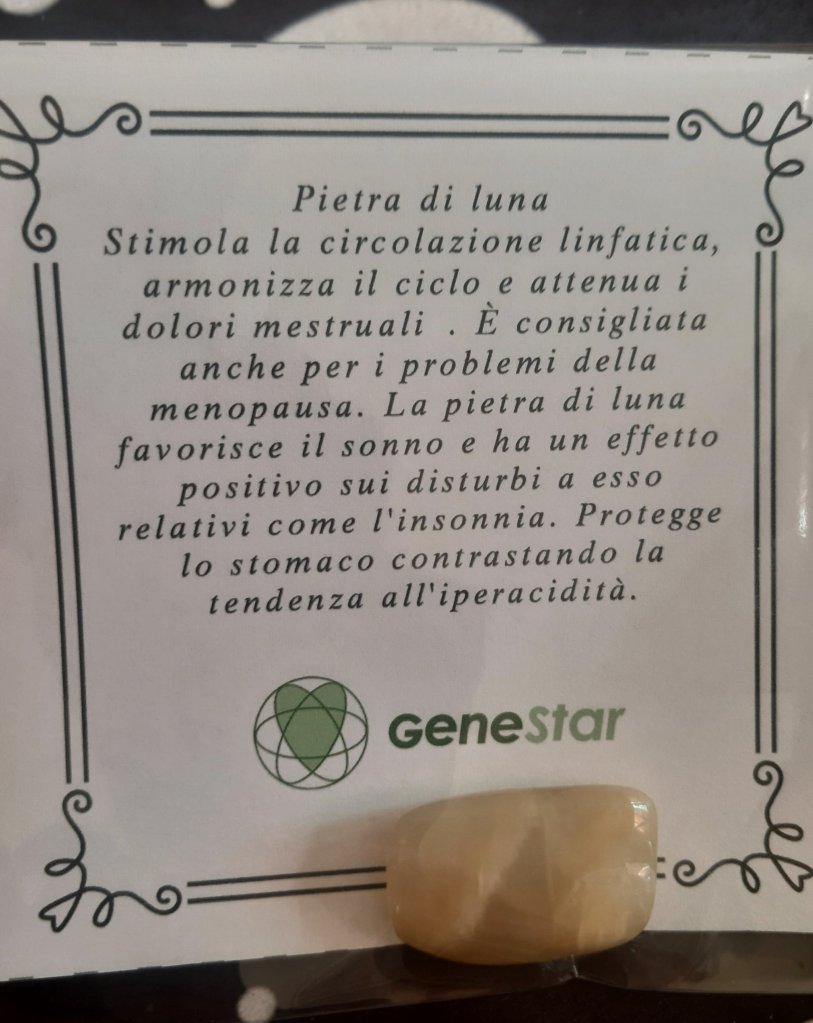 Pietra di luna
Stimola la circolazione linfatica,
armonizza il ciclo e attenua i
dolori mestruali . È consigliata
anche per i problemi della
menopausa. La pietra di luna
favorisce il sonno e ha un effetto
positivo sui disturbi a esso
relativi come l'insonnia. Protegge
lo stomaco contrastando la
tendenza all'iperacidità.
GeneStar